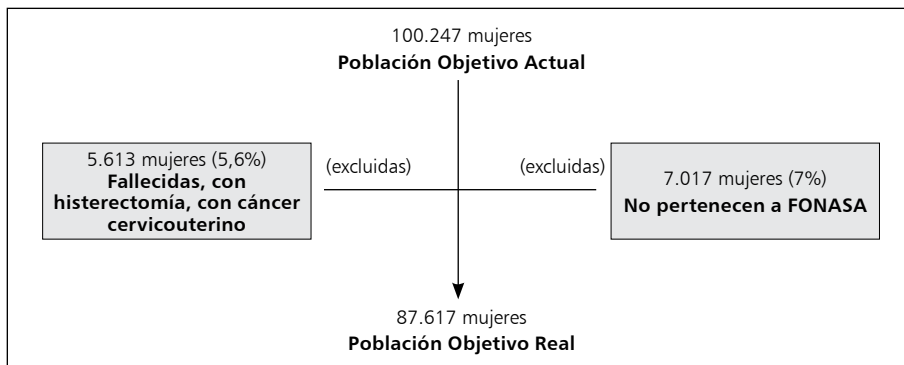 100.247 mujeres
Población Objetivo Actual
5.613 mujeres (5,6%)
Fallecidas, con
histerectomía, con cáncer
cervicouterino
(excluidas)
(excluidas)
7.017 mujeres (7%)
No pertenecen a FONASA
87.617 mujeres
Población Objetivo Real